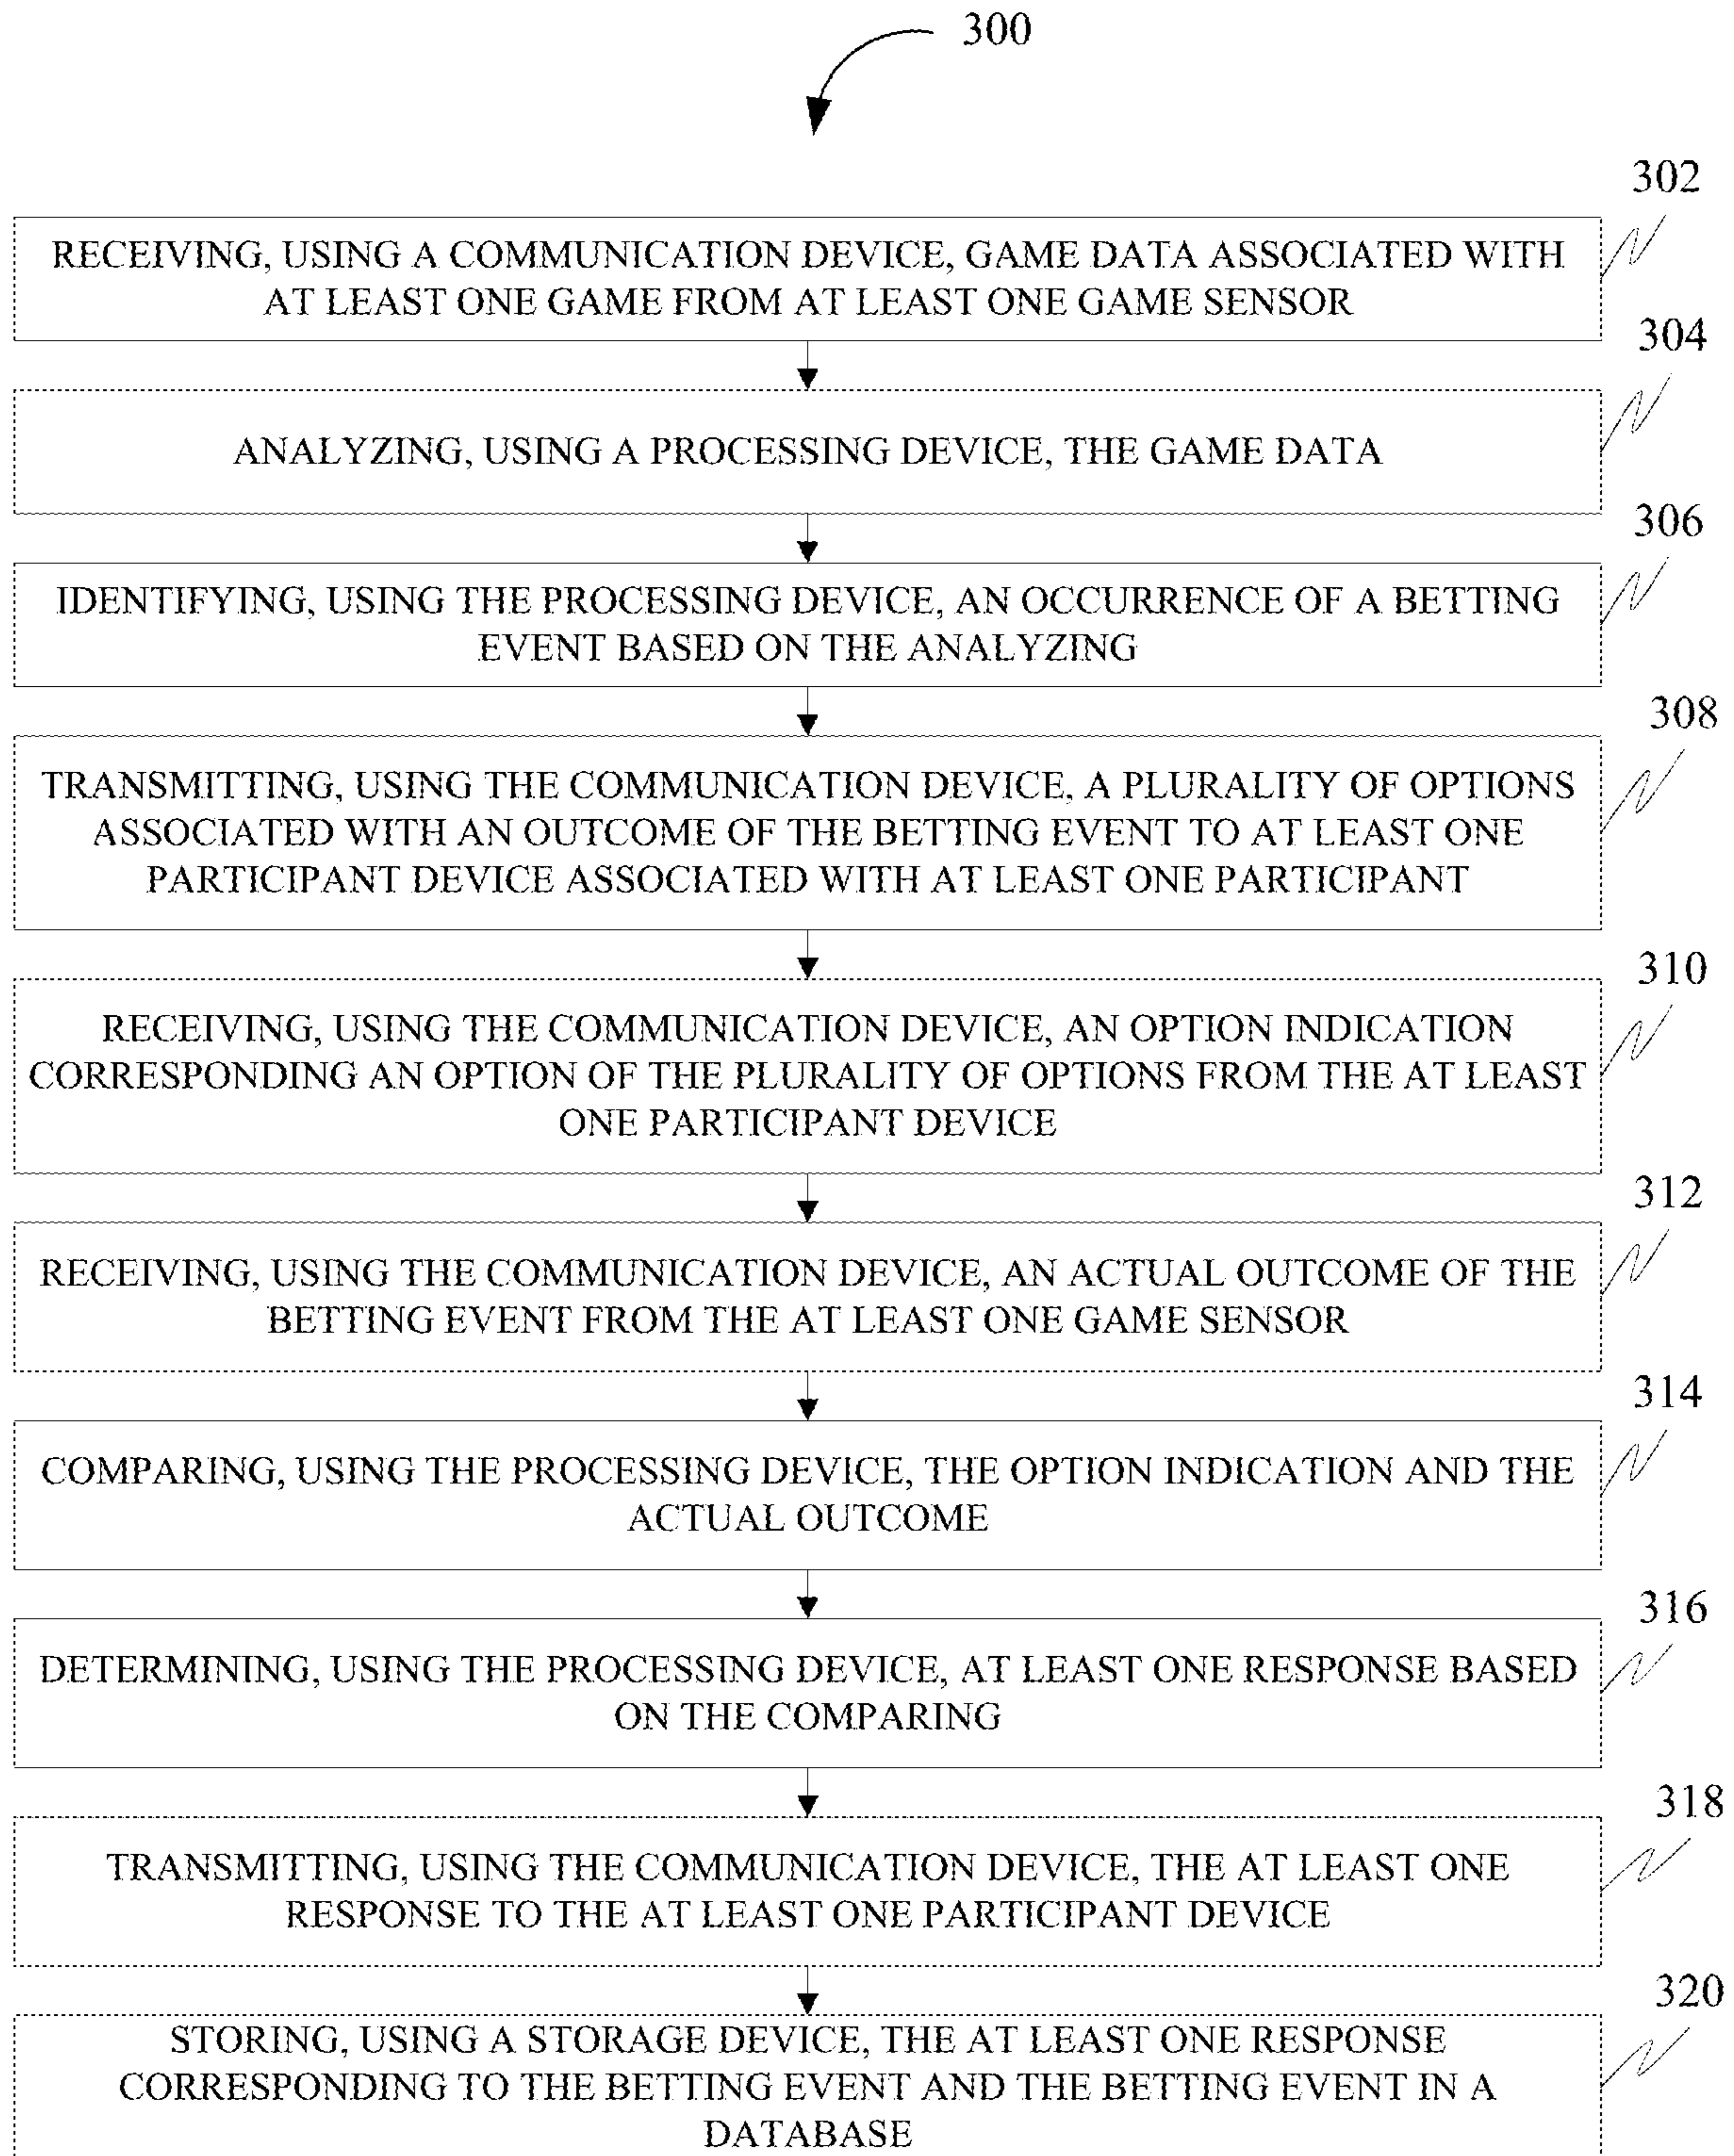 300
302
RECEIVING, USING A COMMUNICATION DEVICE, GAME DATA ASSOCIATED WITH
AT LEAST ONE GAME FROM AT LEAST ONE GAME SENSOR
304
ANALYZING, USING A PROCESSING DEVICE, THE GAME DATA
306
IDENTIFYING, USING THE PROCESSING DEVICE, AN OCCURRENCE OF A BETTING
EVENT BASED ON THE ANALYZING
308
TRANSMITTING, USING THE COMMUNICATION DEVICE, A PLURALITY OF OPTIONS
ASSOCIATED WITH AN OUTCOME OF THE BETTING EVENT TO AT LEAST ONE
PARTICIPANT DEVICE ASSOCIATED WITH AT LEAST ONE PARTICIPANT
310
RECEIVING, USING THE COMMUNICATION DEVICE, AN OPTION INDICATION
CORRESPONDING AN OPTION OF THE PLURALITY OF OPTIONS FROM THE AT LEAST
ONE PARTICIPANT DEVICE
312
RECEIVING, USING THE COMMUNICATION DEVICE, AN ACTUAL OUTCOME OF THE
BETTING EVENT FROM THE AT LEAST ONE GAME SENSOR
314
COMPARING, USING THE PROCESSING DEVICE, THE OPTION INDICATION AND THE
ACTUAL OUTCOME
316
DETERMINING, USING THE PROCESSING DEVICE, AT LEAST ONE RESPONSE BASED
ON THE COMPARING
318
TRANSMITTING, USING THE COMMUNICATION DEVICE, THE AT LEAST ONE
RESPONSE TO THE AT LEAST ONE PARTICIPANT DEVICE
320
STORING, USING A STORAGE DEVICE, THE AT LEAST ONE RESPONSE
CORRESPONDING TO THE BETTING EVENT AND THE BETTING EVENT IN A
DATABASE